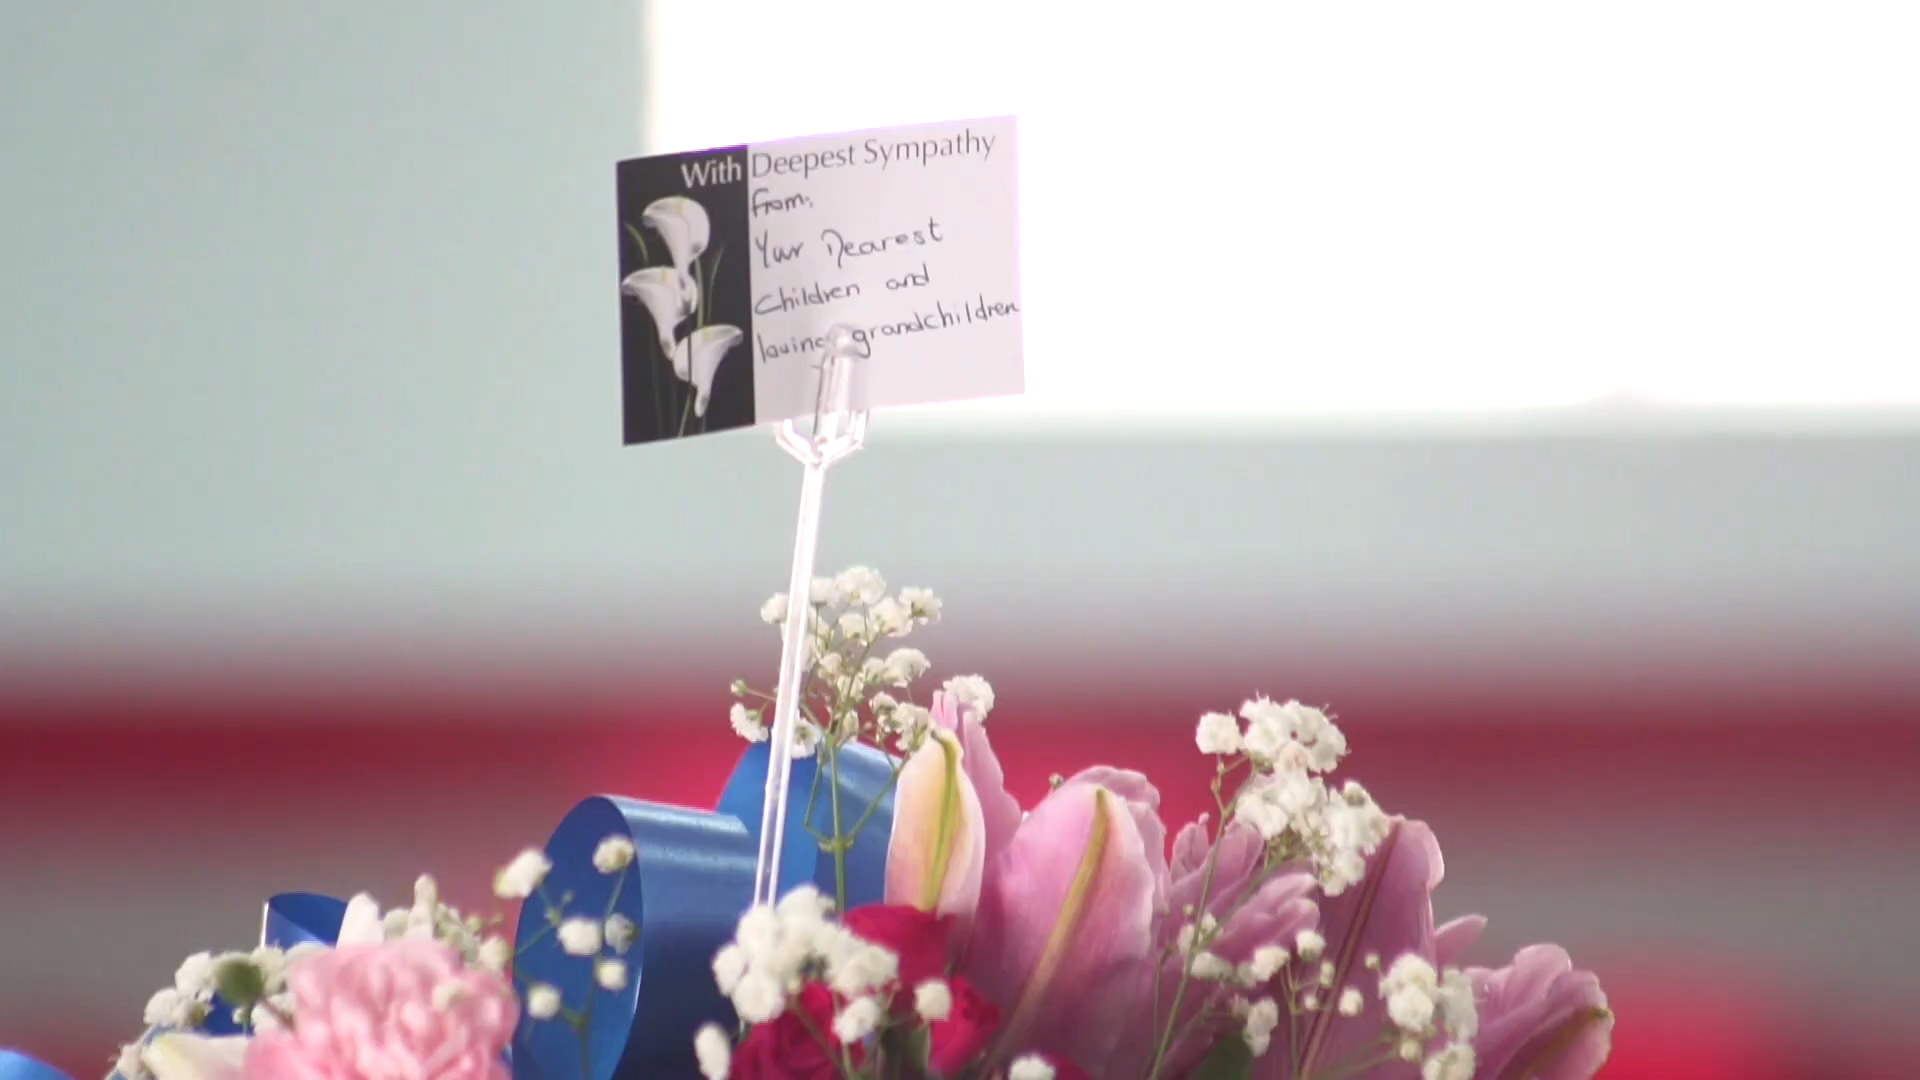 With Deepest Sympathy
from:
Your Dearest
Children and
loving grandchildren